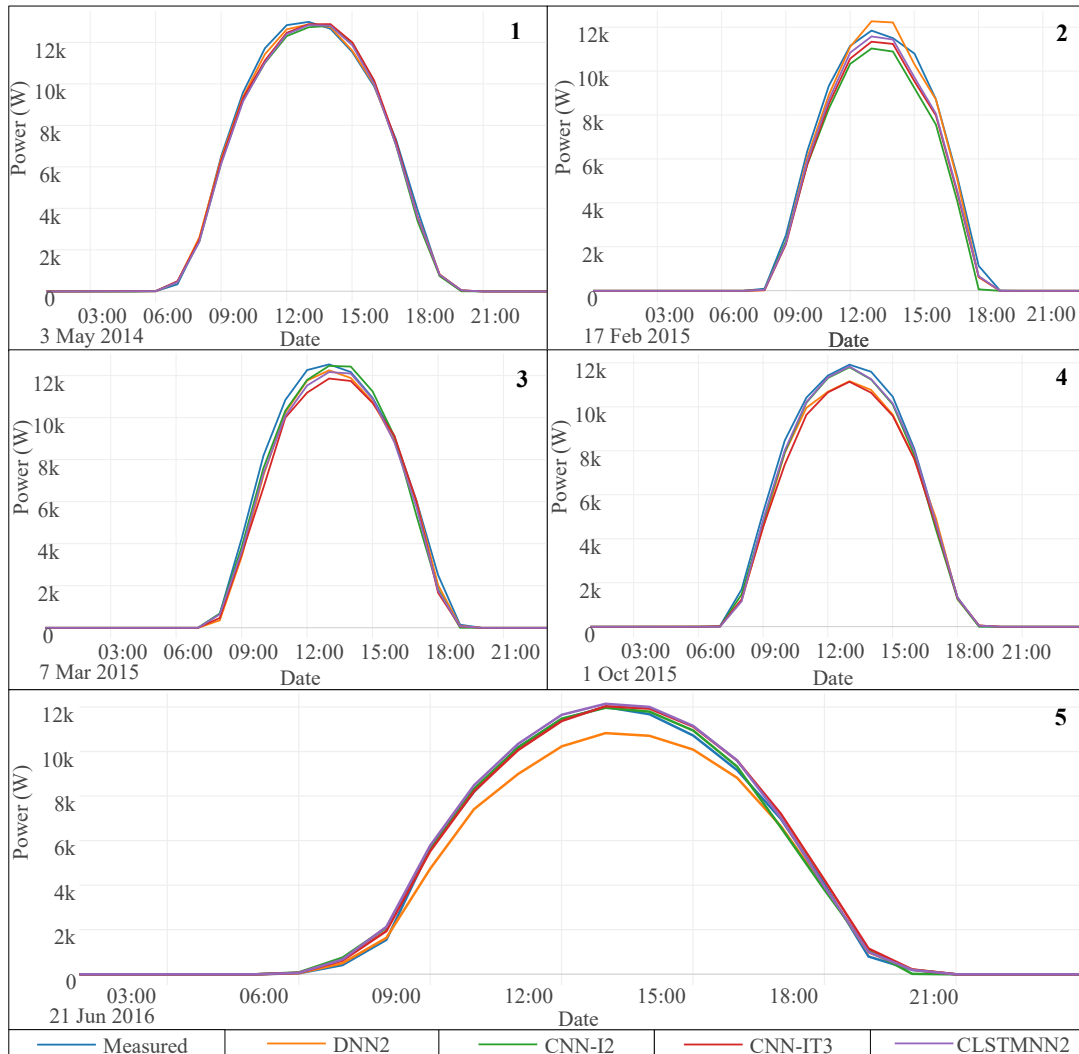 1
12k
10k
8k
6k
4k
2k
0
Power (W)
03:00 06:00 09:00 12:00 15:00 18:00 21:00
3 May 2014
Date
2
12k
10k
8k
6k
4k
2k
0
Power (W)
03:00 06:00 09:00 12:00 15:00 18:00 21:00
17 Feb 2015
Date
3
12k
10k
8k
6k
4k
2k
0
Power (W)
03:00 06:00 09:00 12:00 15:00 18:00 21:00
7 Mar 2015
Date
4
12k
10k
8k
6k
4k
2k
0
Power (W)
03:00 06:00 09:00 12:00 15:00 18:00 21:00
1 Oct 2015
Date
5
12k
10k
8k
6k
4k
2k
0
Power (W)
03:00 06:00 09:00 12:00 15:00 18:00 21:00
21 Jun 2016
Date
Measured DNN2 CNN-I2 CNN-IT3 CLSTMNN2